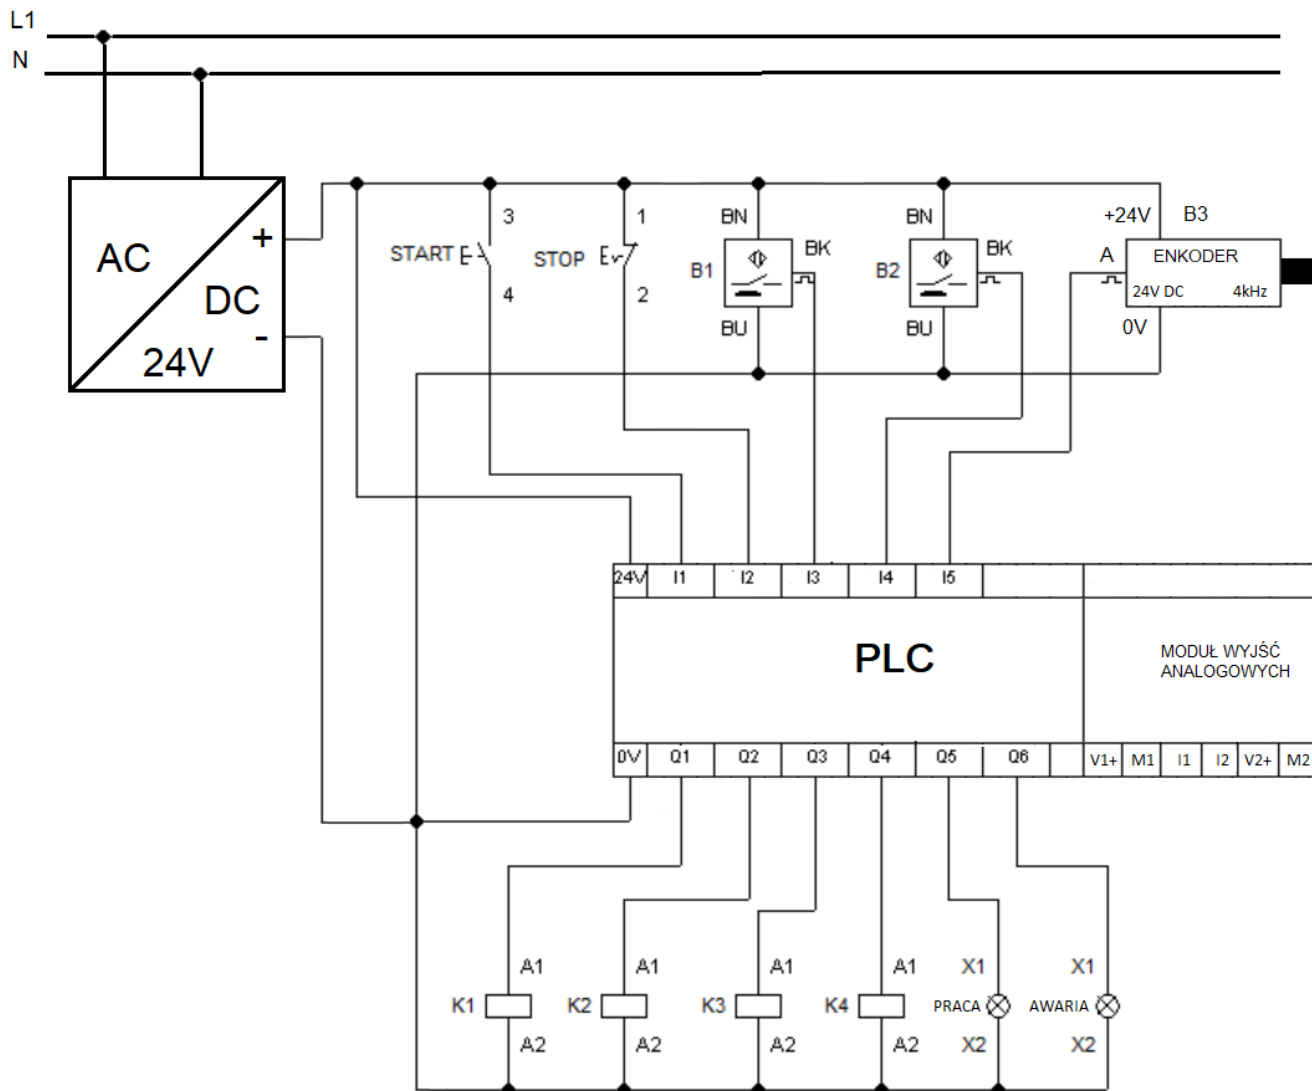 L1
N
AC
DC
+
-
24V
START
3
4
STOP
1
2
BN
B1
BK
BU
BN
B2
BK
BU
+24V
B3
A
ENKODER
24V DC 4kHz
0V
24V I1 I2 I3 I4 I5
PLC
MODUŁ WYJŚĆ
ANALOGOWYCH
0V Q1 Q2 Q3 Q4 Q5 Q6 V1+ M1 I1 I2 V2+ M2
A1 A1 A1 A1 X1 X1
K1 K2 K3 K4 PRACA AWARIA
A2 A2 A2 A2 X2 X2